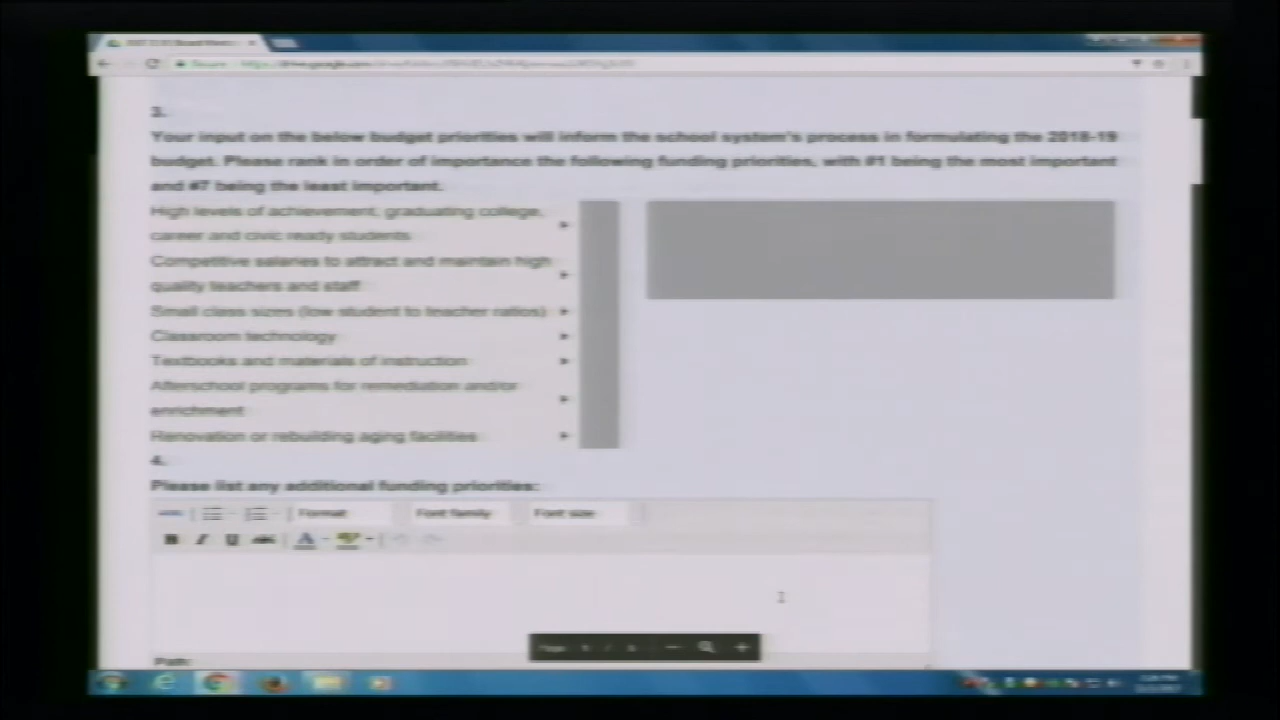 3.
Your input on the below budget priorities will inform the school system's process in formulating the 2018-19
budget. Please rank in order of importance the following funding priorities, with #1 being the most important
and #7 being the least important.
High levels of achievement, graduating college,
career and civic ready students
Competitive salaries to attract and maintain high
quality teachers and staff
Small class sizes (low student to teacher ratios)
Classroom technology
Textbooks and materials of instruction
Afterschool programs for remediation and/or
enrichment
Renovation or rebuilding aging facilities
4.
Please list any additional funding priorities:
Format Font family Font size
B I U ABC A
Path:
Page